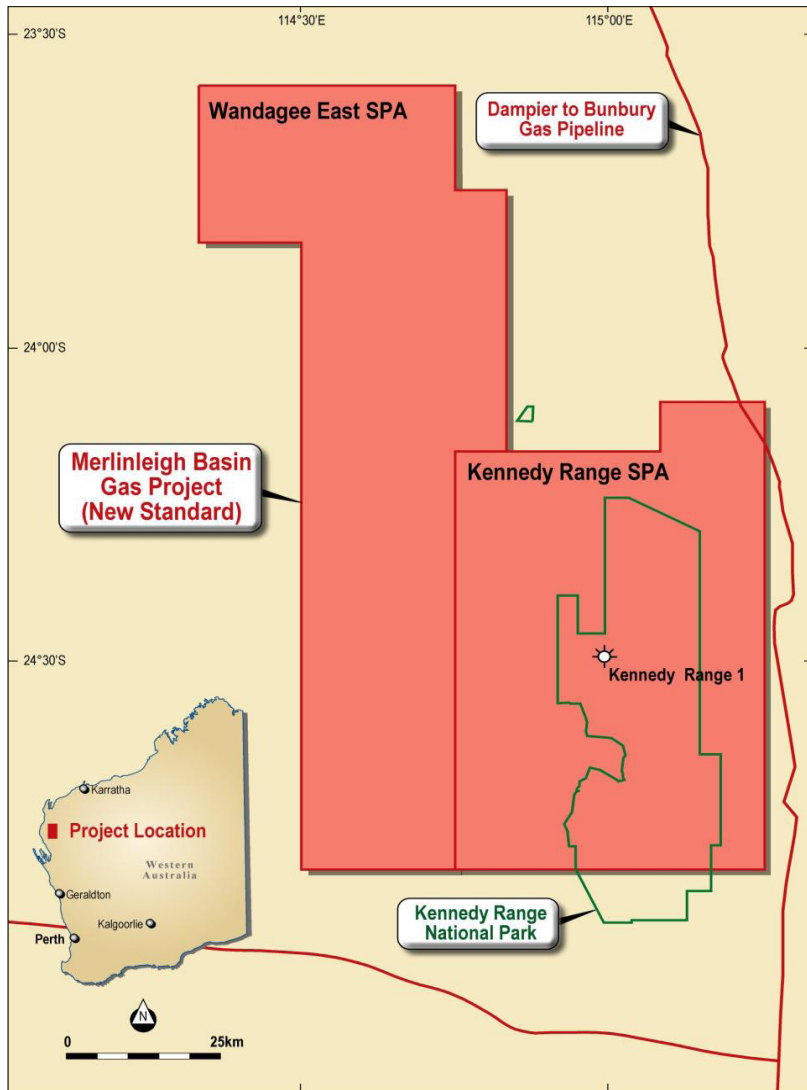 114°30'E
115°00'E
23°30'S
Wandagee East SPA
Dampier to Bunbury
Gas Pipeline
24°00'S
Merlinleigh Basin
Gas Project
(New Standard)
Kennedy Range SPA
24°30'S
Kennedy Range 1
Karratha
Project Location
Western
Australia
Geraldton
Kalgoorlie
Perth
Kennedy Range
National Park
N
0
25km